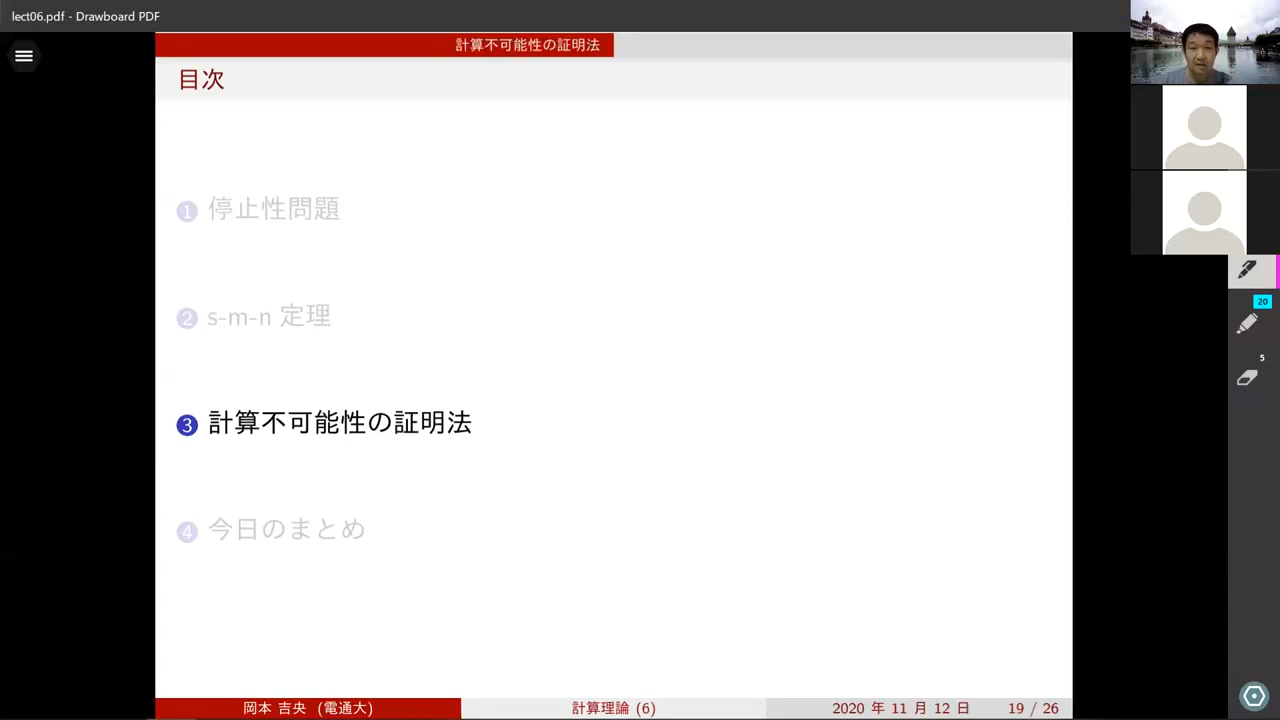 lect06.pdf - Drawboard PDF
計算不可能性の証明法
目次
1 停止性問題
2 s-m-n 定理
3 計算不可能性の証明法
4 今日のまとめ
20
5
岡本 吉央 (電通大)
計算理論 (6)
2020 年 11 月 12 日 19 / 26